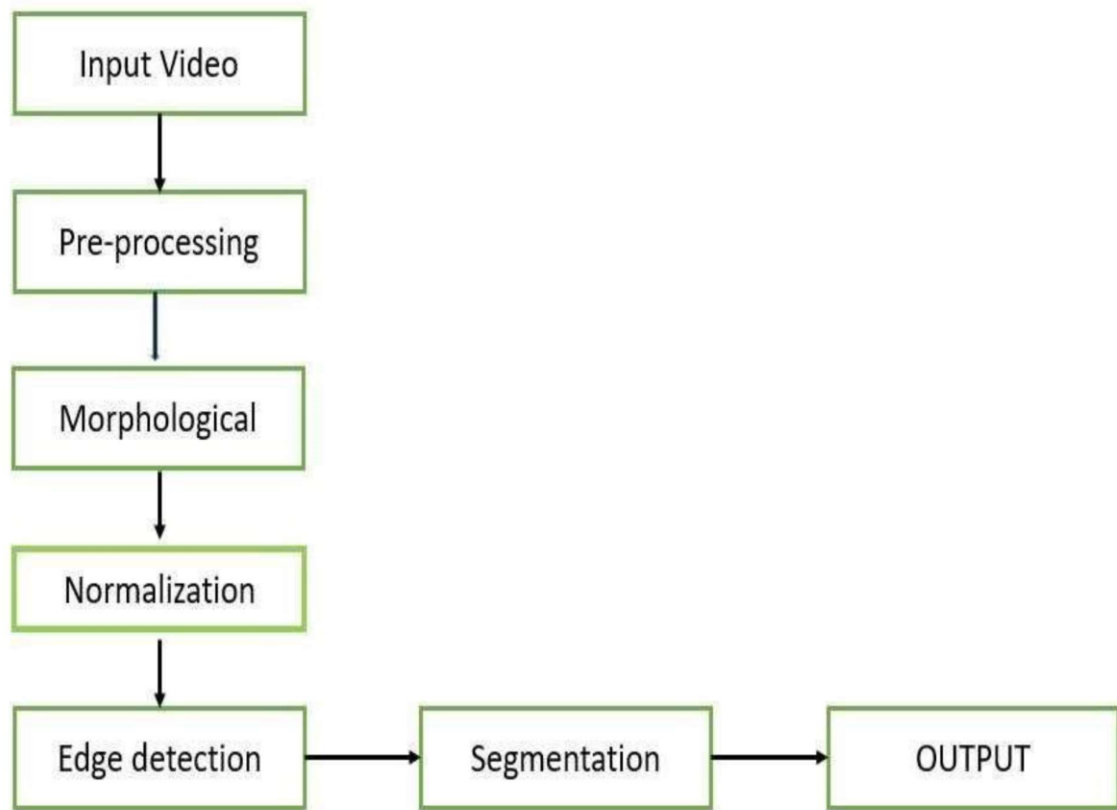 Input Video
Pre-processing
Morphological
Normalization
Edge detection
Segmentation
OUTPUT